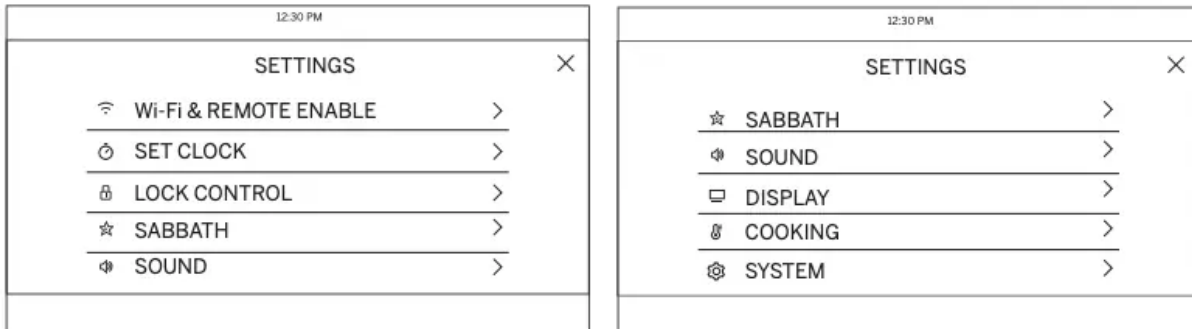 12:30 PM
SETTINGS
Wi-Fi & REMOTE ENABLE
SET CLOCK
LOCK CONTROL
SABBATH
SOUND
12:30 PM
SETTINGS
SABBATH
SOUND
DISPLAY
COOKING
SYSTEM